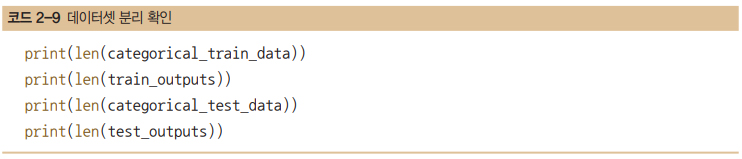 코드 2-9 데이터셋 분리 확인
print(len(categorical_train_data))
print(len(train_outputs))
print(len(categorical_test_data))
print(len(test_outputs))